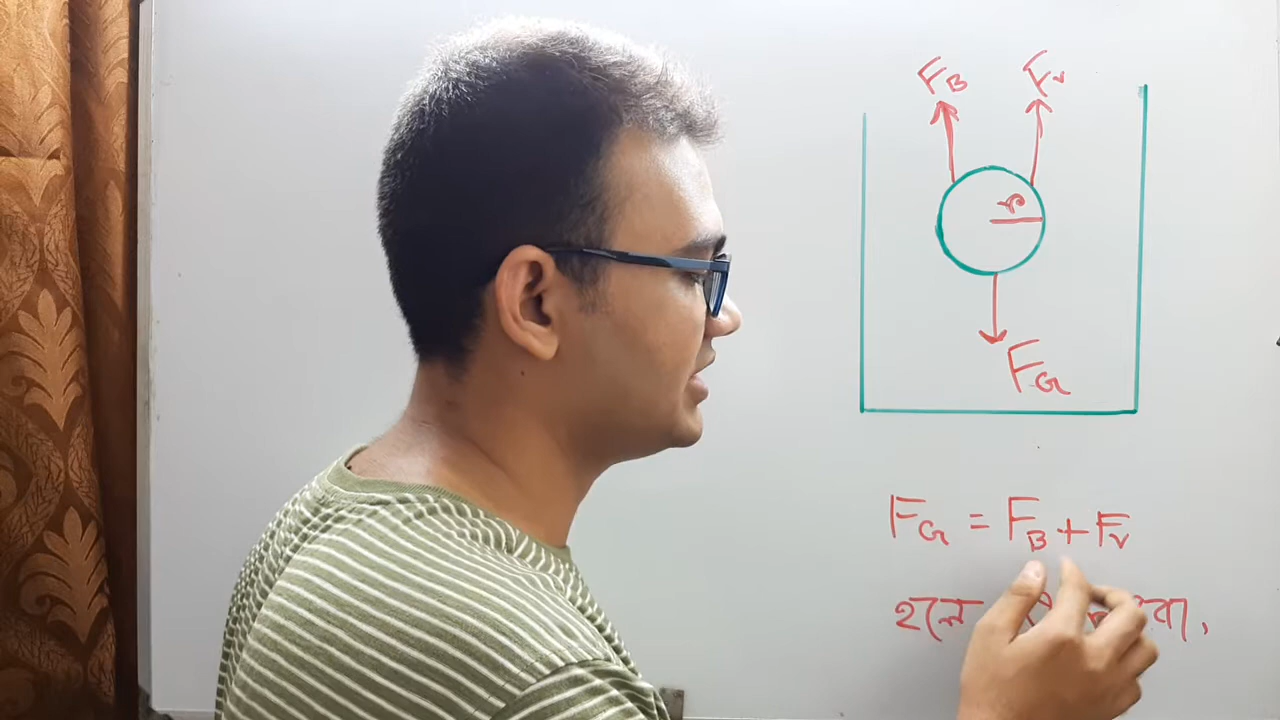 F_B F_v
r
F_G
F_G = F_B + F_v
হলে